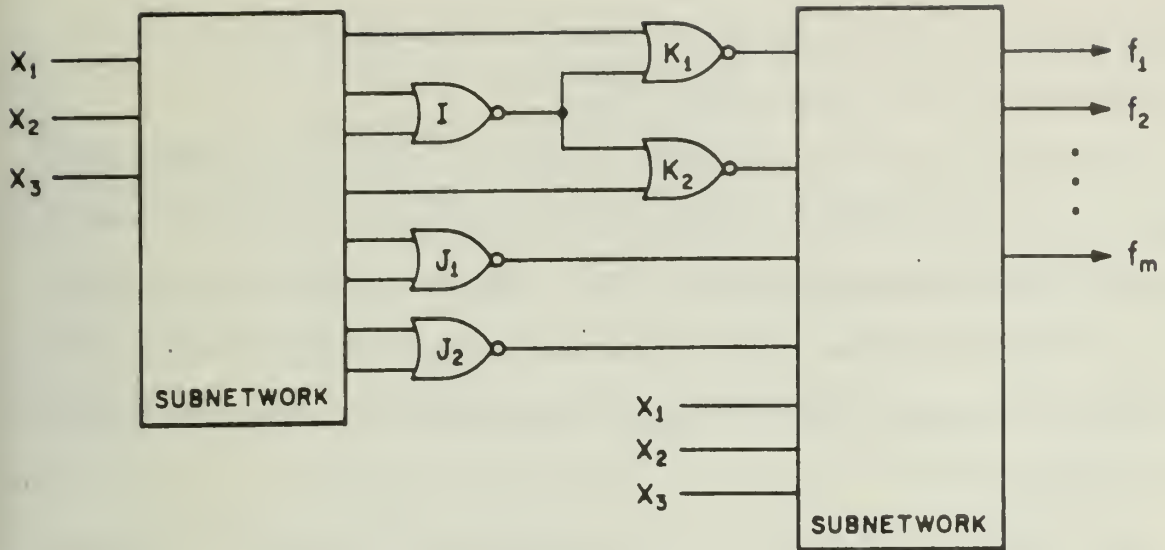 X1
X2
X3
SUBNETWORK
I
K1
K2
J1
J2
X1
X2
X3
SUBNETWORK
f1
f2
fm